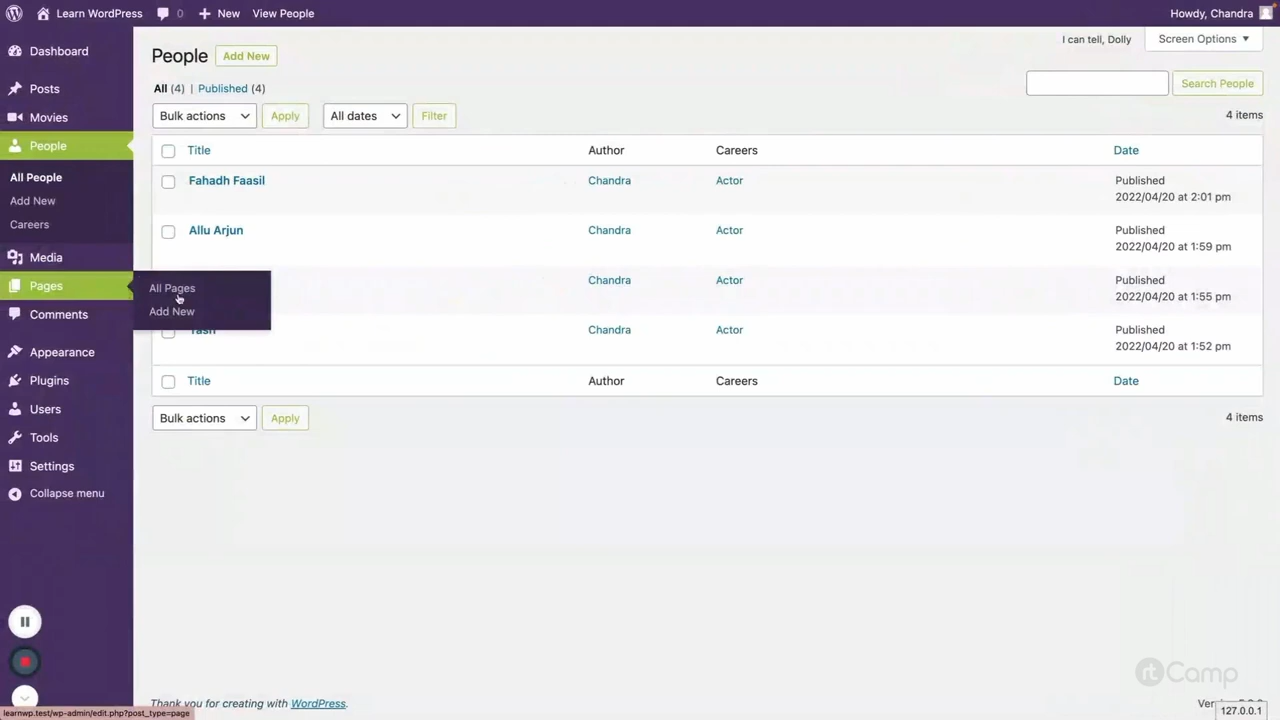 Learn WordPress 0 New View People Howdy, Chandra
I can tell, Dolly Screen Options ▼
Dashboard
Posts
Movies
People
All People
Add New
Careers
Media
Pages
All Pages
Add New
Comments
Appearance
Plugins
Users
Tools
Settings
Collapse menu
People Add New
All (4) | Published (4)
Search People
Bulk actions Apply All dates Filter 4 items
Title Author Careers Date
Fahadh Faasil Chandra Actor Published
2022/04/20 at 2:01 pm
Allu Arjun Chandra Actor Published
2022/04/20 at 1:59 pm
Chandra Actor Published
2022/04/20 at 1:55 pm
Yash Chandra Actor Published
2022/04/20 at 1:52 pm
Title Author Careers Date
Bulk actions Apply 4 items
rtCamp
Thank you for creating with WordPress.
learnwp.test/wp-admin/edit.php?post_type=page
127.0.0.1